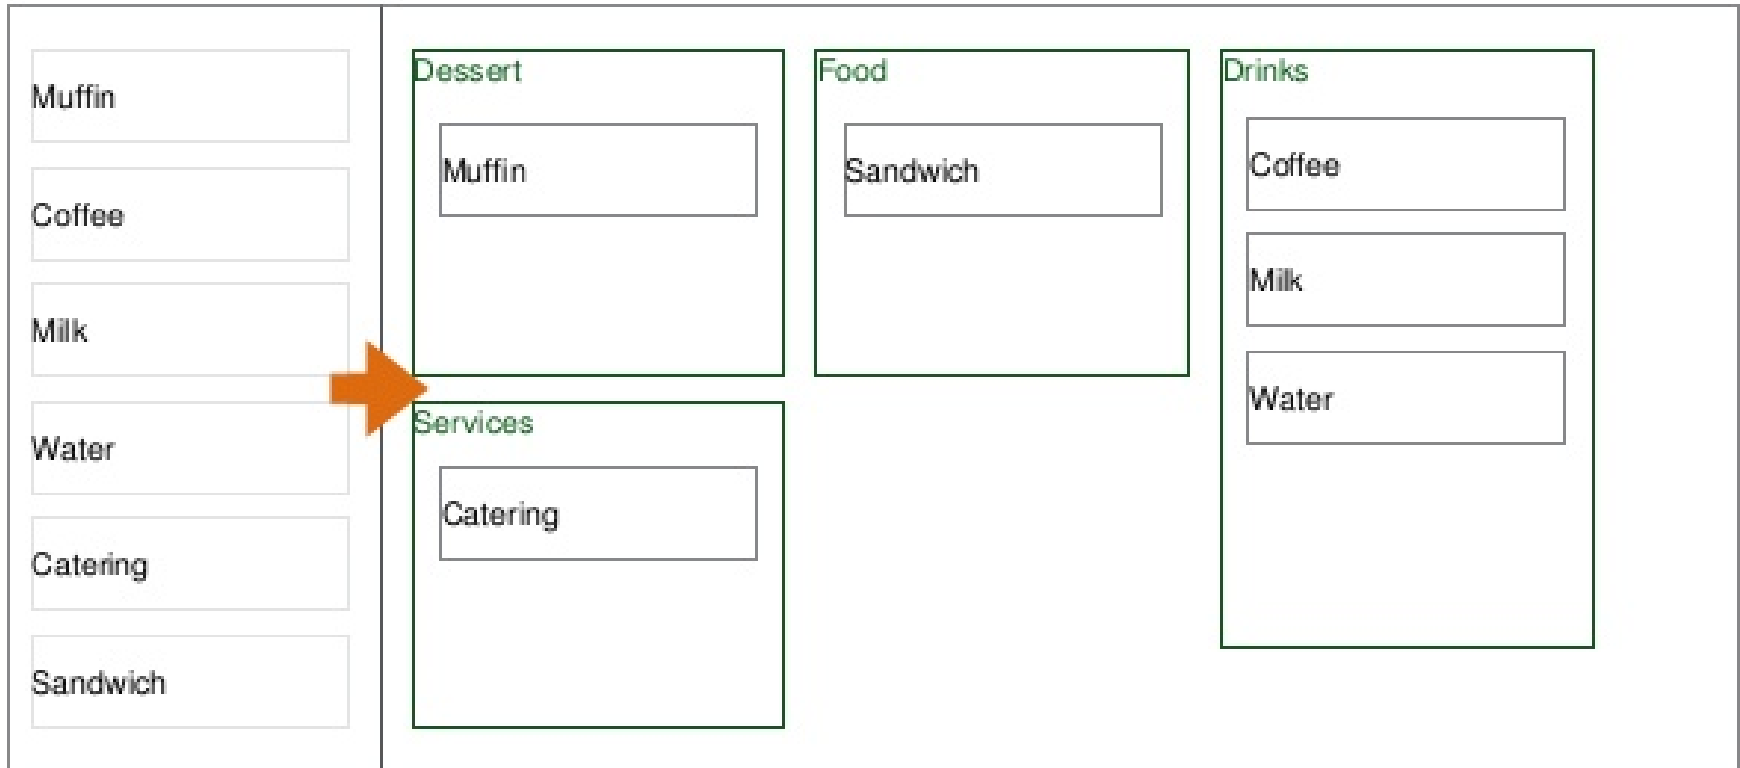 Muffin
Coffee
Milk
Water
Catering
Sandwich
Dessert
Muffin
Services
Catering
Food
Sandwich
Drinks
Coffee
Milk
Water